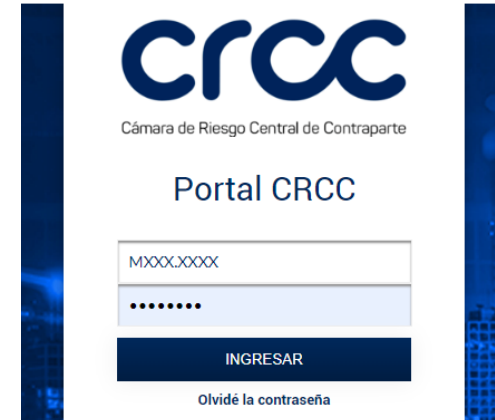 crcc
Cámara de Riesgo Central de Contraparte
Portal CRCC
MXXX.XXXX
••••••••
INGRESAR
Olvidé la contraseña